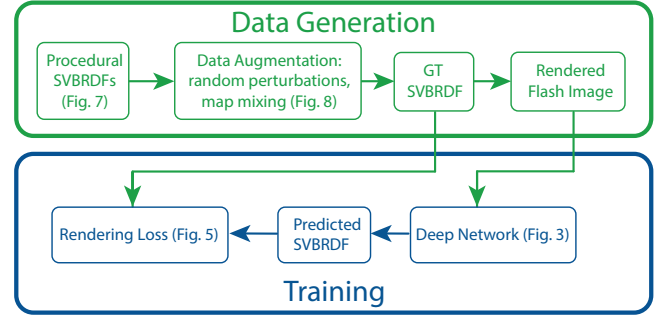 Data Generation
Procedural
SVBRDFs
(Fig. 7)
Data Augmentation:
random perturbations,
map mixing (Fig. 8)
GT
SVBRDF
Rendered
Flash Image
Rendering Loss (Fig. 5)
Predicted
SVBRDF
Deep Network (Fig. 3)
Training